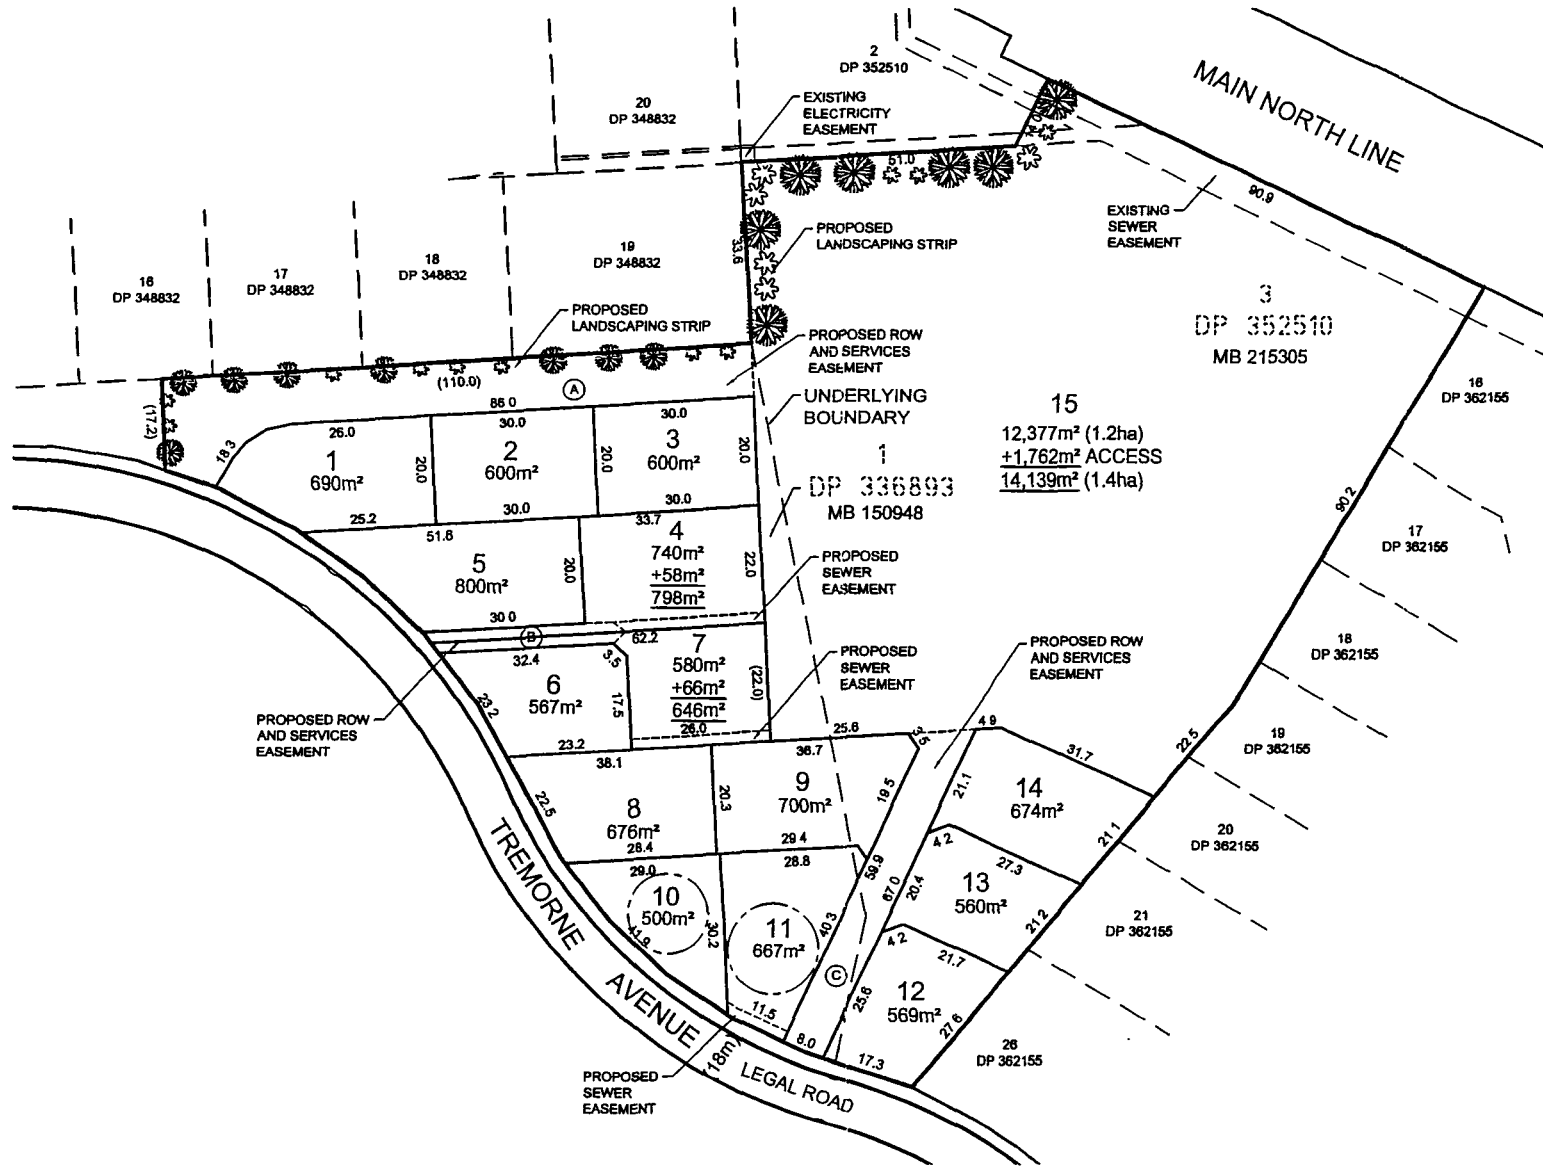 2
DP 352510
MAIN NORTH LINE
20
DP 348832
EXISTING
ELECTRICITY
EASEMENT
51.0
90.9
EXISTING
SEWER
EASEMENT
PROPOSED
LANDSCAPING STRIP
33.6
16
DP 348832
17
DP 348832
18
DP 348832
19
DP 348832
3
DP 352510
MB 215305
PROPOSED
LANDSCAPING STRIP
PROPOSED ROW
AND SERVICES
EASEMENT
(110.0)
A
(17.2)
86.0
UNDERLYING
BOUNDARY
15
12,377m² (1.2ha)
+1,762m² ACCESS
14,139m² (1.4ha)
16
DP 362155
18.3
26.0
30.0
30.0
1
690m²
20.0
2
600m²
20.0
3
600m²
20.0
1
DP 336893
MB 150948
90.2
25.2
30.0
30.0
51.6
33.7
17
DP 362155
5
800m²
20.0
4
740m²
+58m²
798m²
22.0
PROPOSED
SEWER
EASEMENT
30.0
B
62.2
32.4
3.5
7
580m²
+66m²
646m²
26.0
(22.0)
PROPOSED
SEWER
EASEMENT
PROPOSED ROW
AND SERVICES
EASEMENT
18
DP 362155
6
567m²
17.5
23.2
23.2
PROPOSED ROW
AND SERVICES
EASEMENT
38.1
36.7
25.6
3.5
4.9
31.7
22.5
19
DP 362155
22.5
8
676m²
28.4
20.3
9
700m²
29.4
19.5
21.1
14
674m²
21.1
20
DP 362155
29.0
10
500m²
41.9
30.2
28.8
11
667m²
11.5
59.9
40.3
67.0
20.4
4.2
27.3
13
560m²
21.2
21
DP 362155
C
4.2
21.7
12
569m²
25.6
27.6
8.0
17.3
26
DP 362155
TREMORNE AVENUE (18m)
LEGAL ROAD
PROPOSED
SEWER
EASEMENT